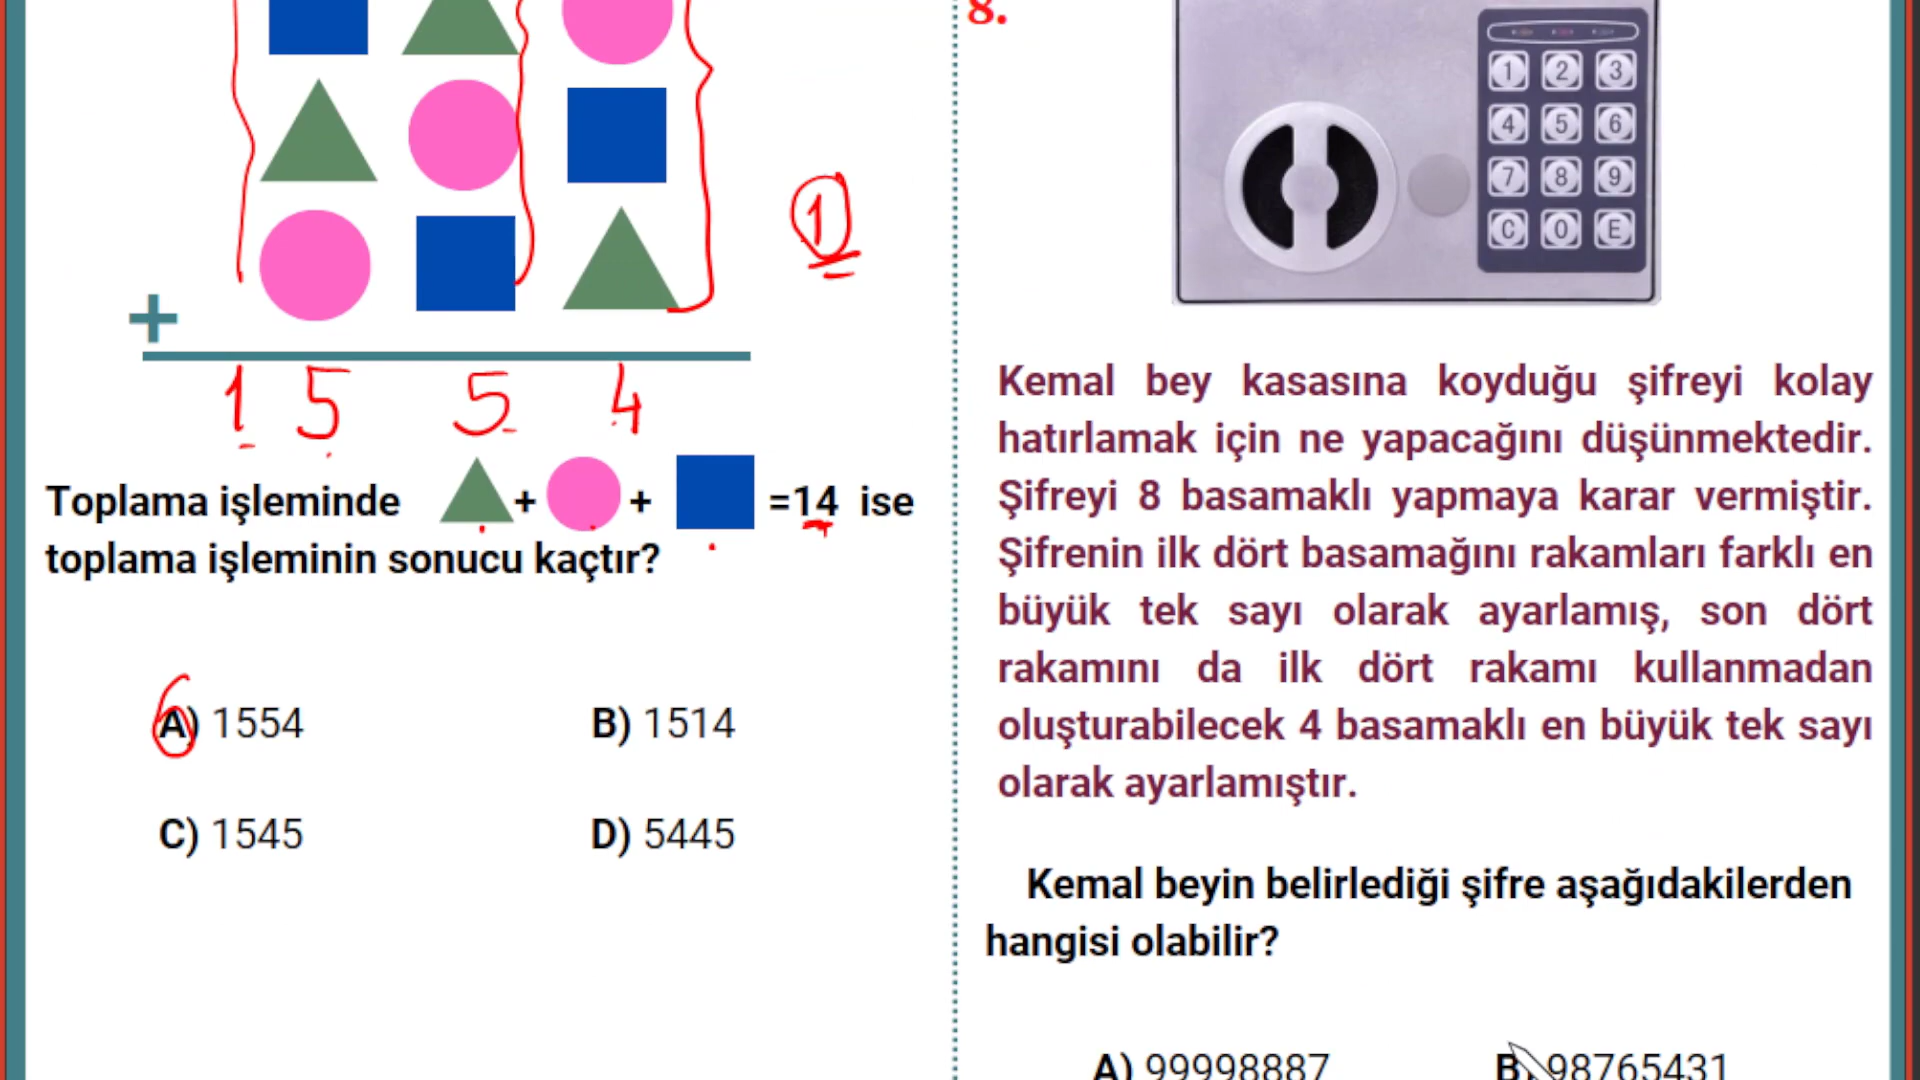 +
1 5 5 4
1
Toplama işleminde + + =14 ise
toplama işleminin sonucu kaçtır?
A) 1554
B) 1514
C) 1545
D) 5445
8.
1 2 3
4 5 6
7 8 9
C 0 E
Kemal bey kasasına koyduğu şifreyi kolay
hatırlamak için ne yapacağını düşünmektedir.
Şifreyi 8 basamaklı yapmaya karar vermiştir.
Şifrenin ilk dört basamağını rakamları farklı en
büyük tek sayı olarak ayarlamış, son dört
rakamını da ilk dört rakamı kullanmadan
oluşturabilecek 4 basamaklı en büyük tek sayı
olarak ayarlamıştır.
Kemal beyin belirlediği şifre aşağıdakilerden
hangisi olabilir?
A) 99998887
B) 98765431